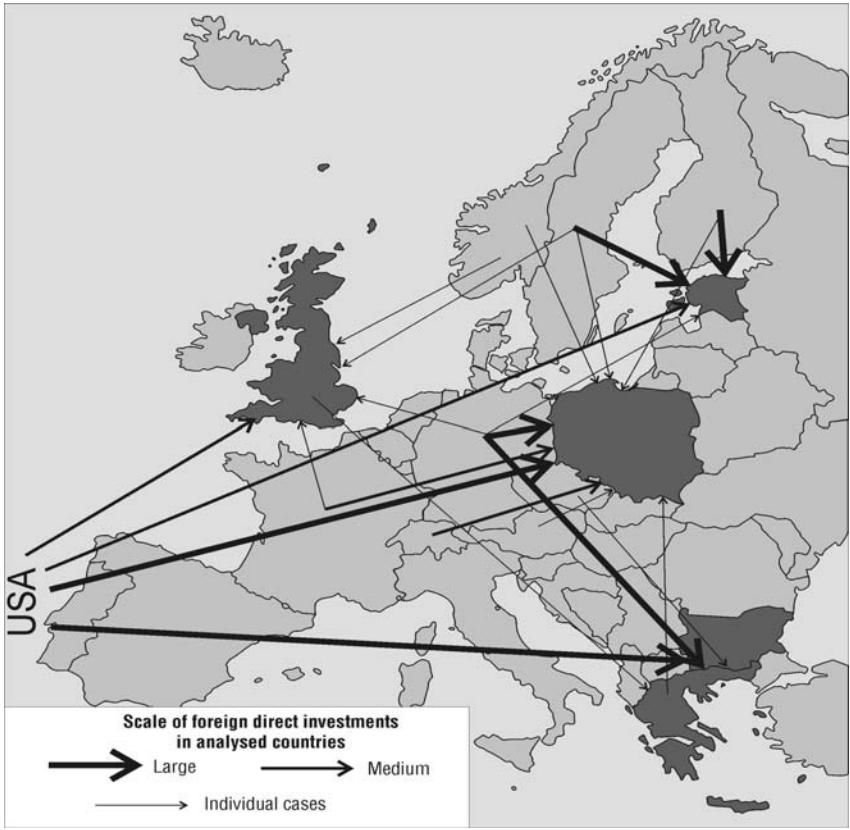 USA
Scale of foreign direct investments
in analysed countries
Large
Medium
Individual cases